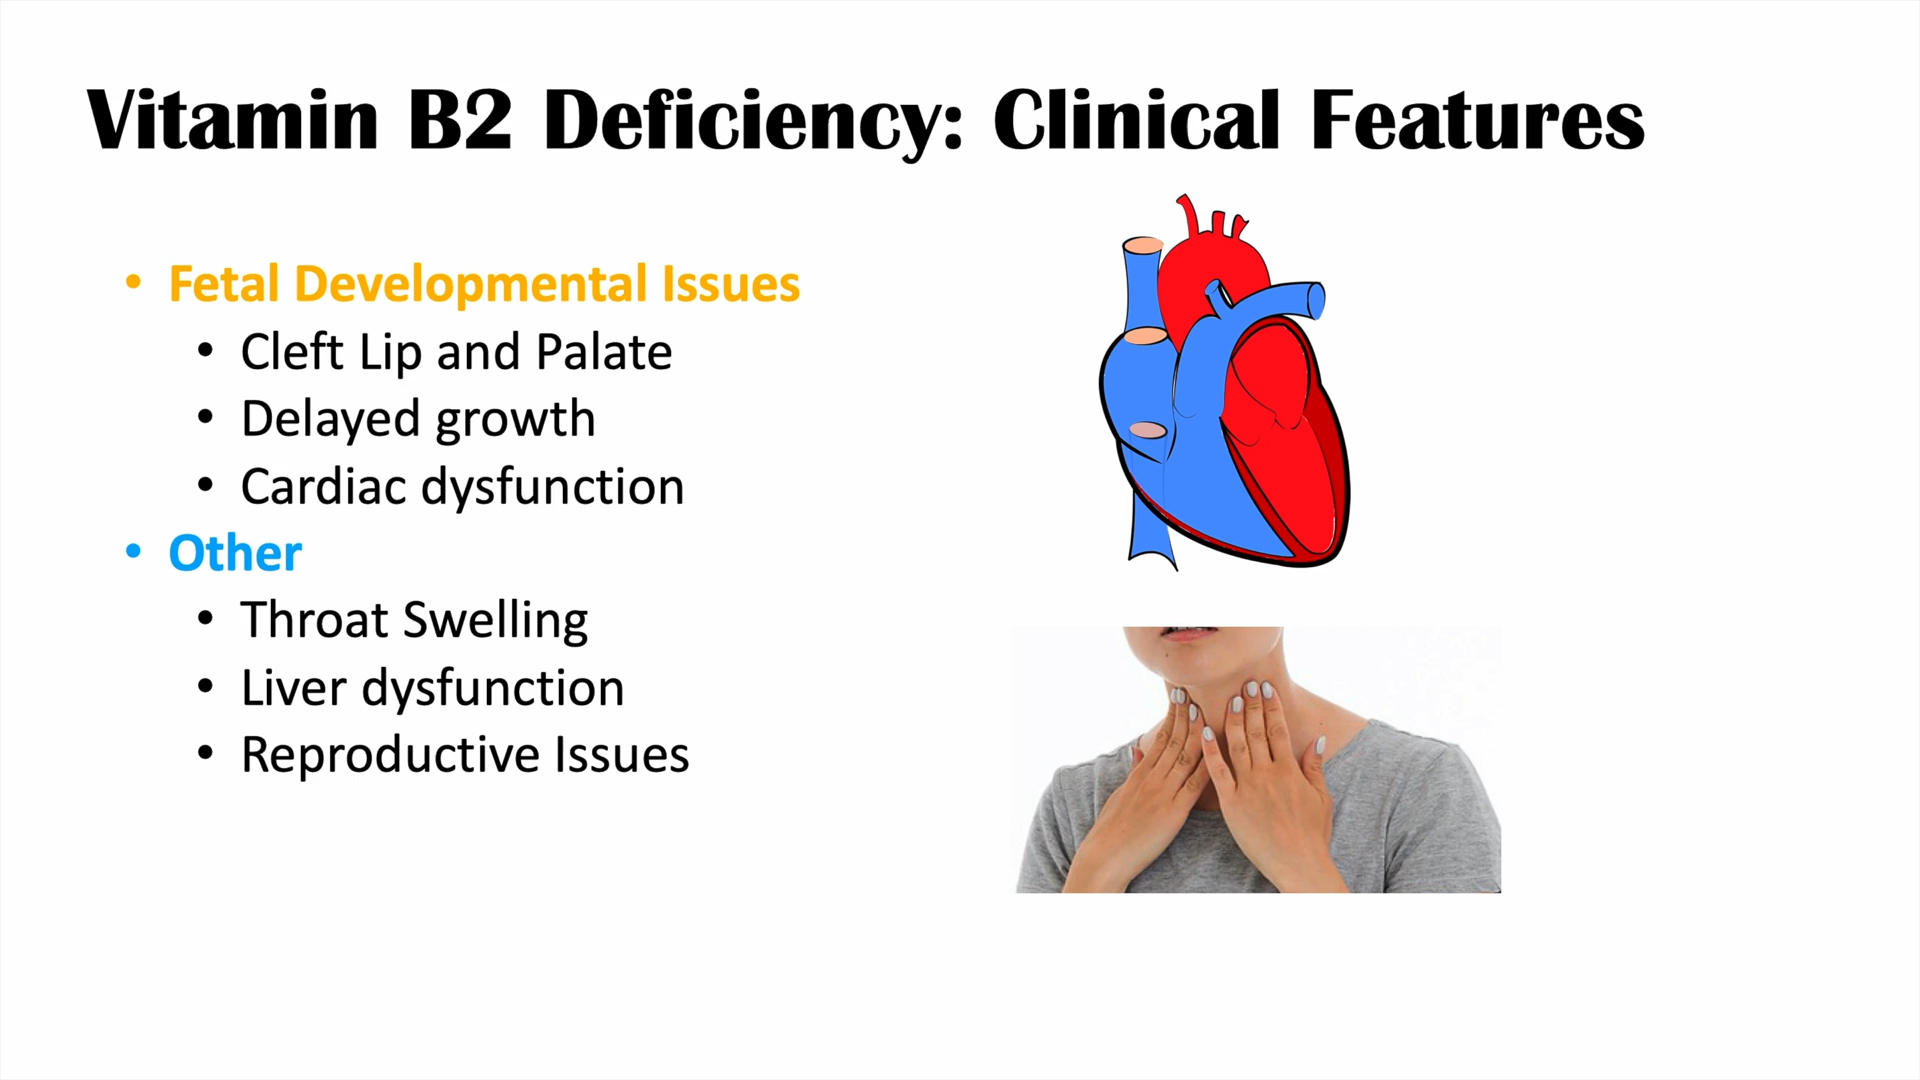 Vitamin B2 Deficiency: Clinical Features
• Fetal Developmental Issues
• Cleft Lip and Palate
• Delayed growth
• Cardiac dysfunction
• Other
• Throat Swelling
• Liver dysfunction
• Reproductive Issues